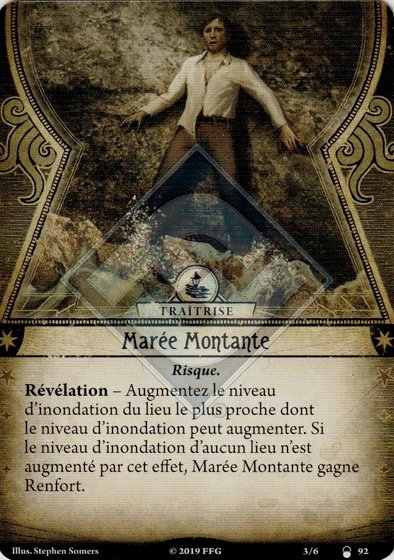 TRAÎTRISE
Marée Montante
Risque.
Révélation – Augmentez le niveau
d'inondation du lieu le plus proche dont
le niveau d'inondation peut augmenter. Si
le niveau d'inondation d'aucun lieu n'est
augmenté par cet effet, Marée Montante gagne
Renfort.
Illus. Stephen Somers © 2019 FFG 3/6 92